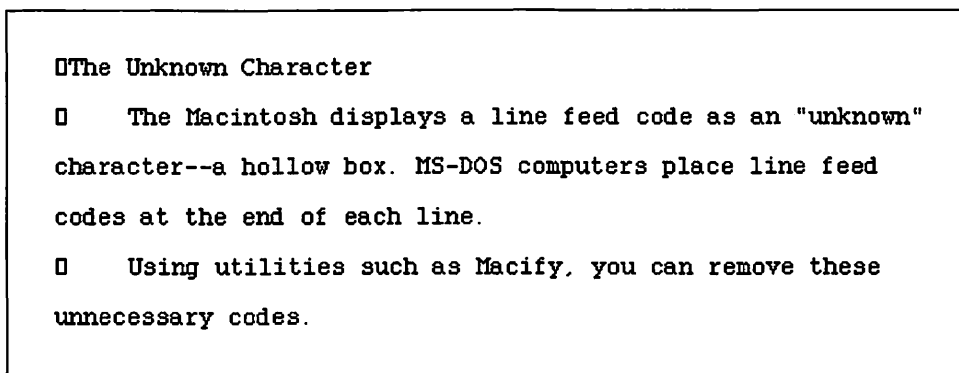 ▯The Unknown Character
▯    The Macintosh displays a line feed code as an "unknown"
character--a hollow box. MS-DOS computers place line feed
codes at the end of each line.
▯    Using utilities such as Macify, you can remove these
unnecessary codes.